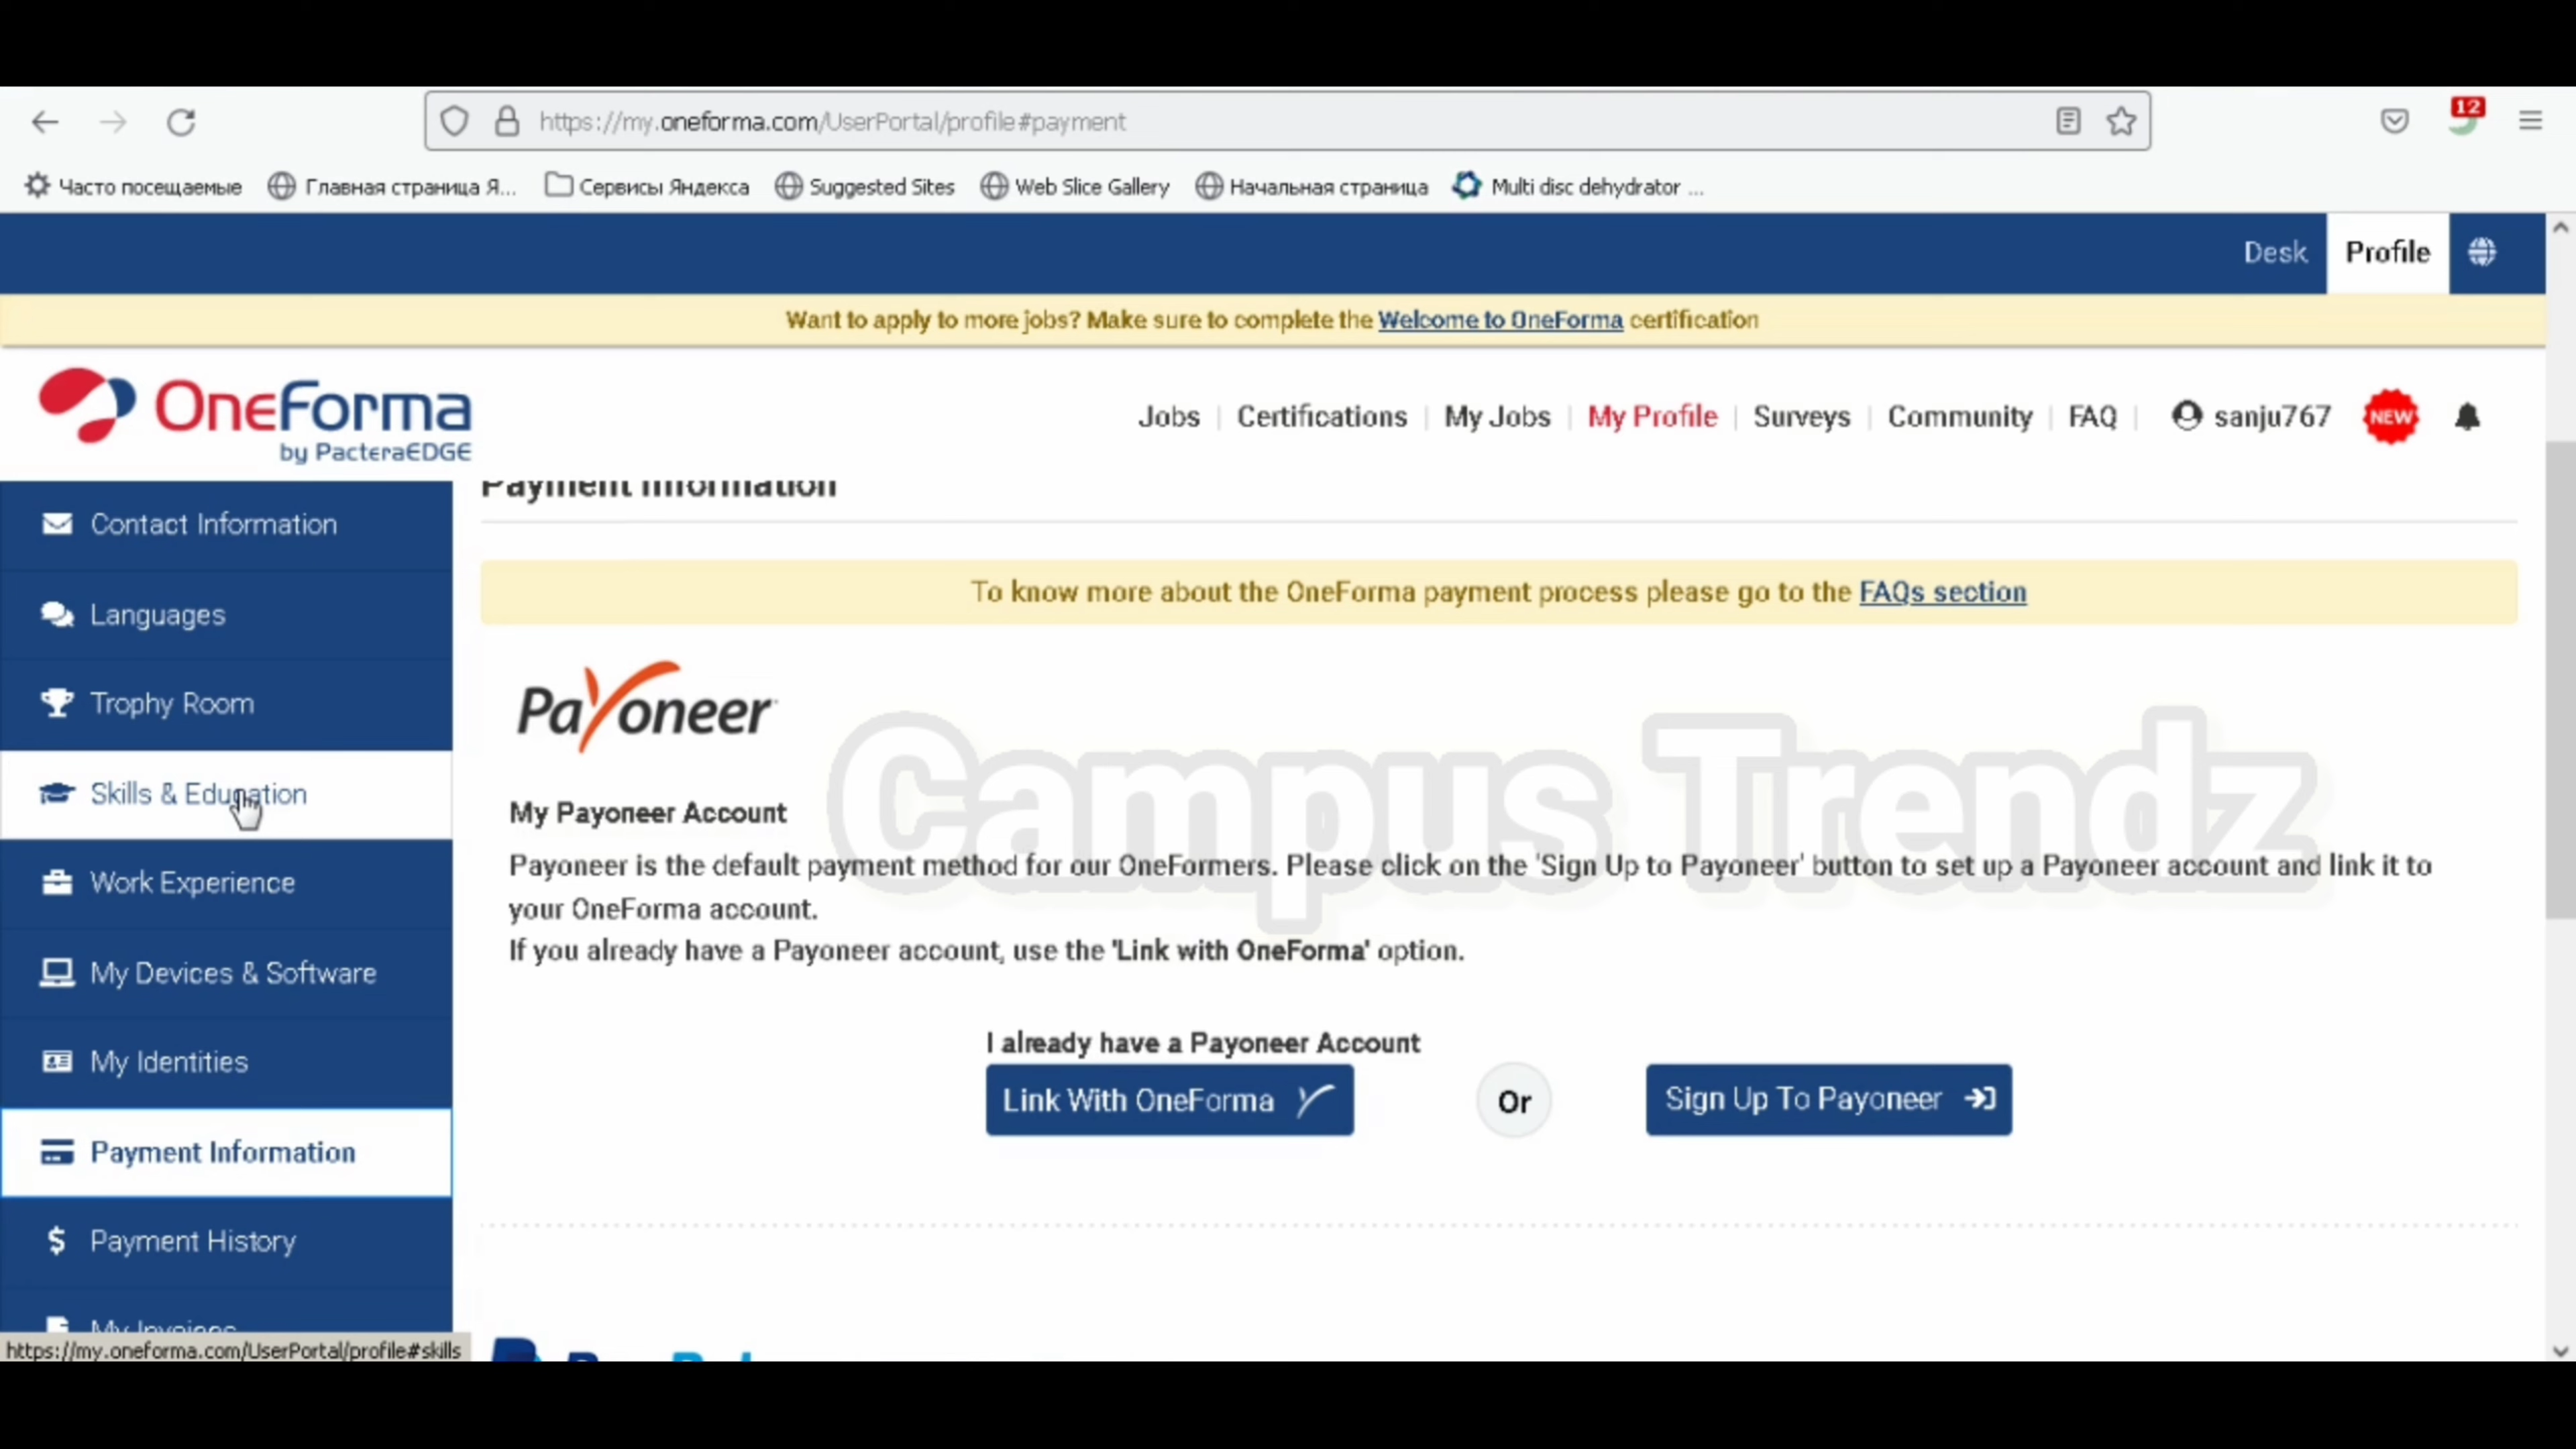 https://my.oneforma.com/UserPortal/profile#payment
12
Часто посещаемые
Главная страница Я...
Сервисы Яндекса
Suggested Sites
Web Slice Gallery
Начальная страница
Multi disc dehydrator ...
Desk
Profile
Want to apply to more jobs? Make sure to complete the Welcome to OneForma certification
OneForma
by PacteraEDGE
Jobs
Certifications
My Jobs
My Profile
Surveys
Community
FAQ
sanju767
NEW
Contact Information
Languages
Trophy Room
Skills & Education
Work Experience
My Devices & Software
My Identities
Payment Information
Payment History
My Invoices
https://my.oneforma.com/UserPortal/profile#skills
Payment Information
To know more about the OneForma payment process please go to the FAQs section
Payoneer
Campus Trendz
My Payoneer Account
Payoneer is the default payment method for our OneFormers. Please click on the 'Sign Up to Payoneer' button to set up a Payoneer account and link it to
your OneForma account.
If you already have a Payoneer account, use the 'Link with OneForma' option.
I already have a Payoneer Account
Link With OneForma
Or
Sign Up To Payoneer